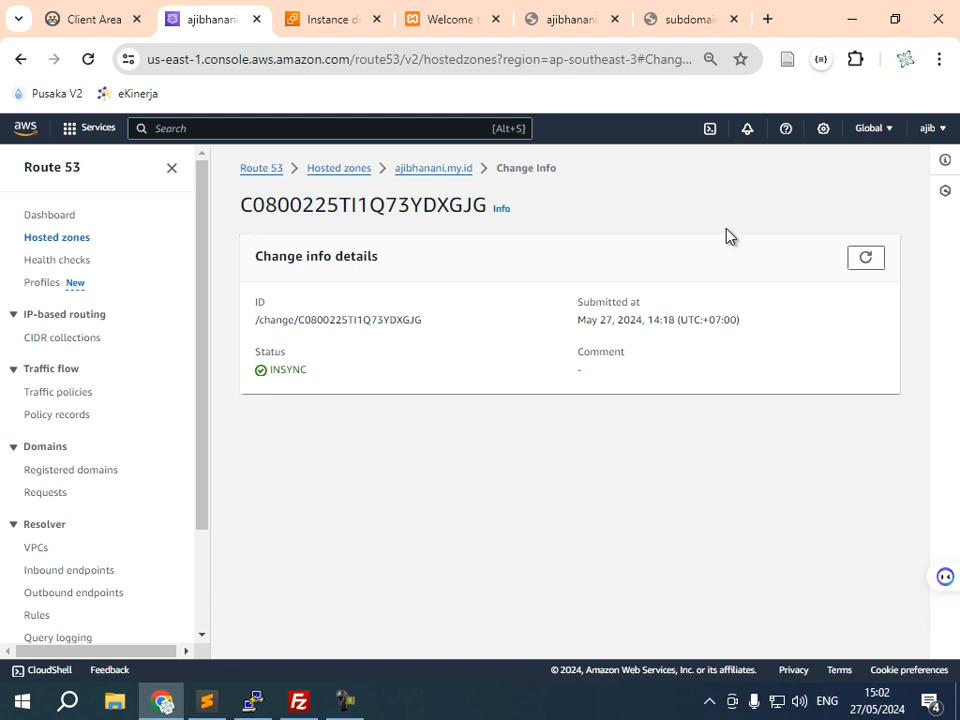 Client Area
ajibhanani.
Instance d
Welcome t
ajibhanani
subdomai
us-east-1.console.aws.amazon.com/route53/v2/hostedzones?region=ap-southeast-3#Chang...
Pusaka V2
eKinerja
aws
Services
Search
[Alt+S]
Global
ajib
Route 53
Route 53
Hosted zones
ajibhanani.my.id
Change Info
C0800225TI1Q73YDXGJG Info
Dashboard
Hosted zones
Health checks
Profiles New
IP-based routing
CIDR collections
Traffic flow
Traffic policies
Policy records
Domains
Registered domains
Requests
Resolver
VPCs
Inbound endpoints
Outbound endpoints
Rules
Query logging
Change info details
ID
/change/C0800225TI1Q73YDXGJG
Submitted at
May 27, 2024, 14:18 (UTC+07:00)
Status
INSYNC
Comment
-
CloudShell
Feedback
© 2024, Amazon Web Services, Inc. or its affiliates.
Privacy
Terms
Cookie preferences
ENG
15:02
27/05/2024
4